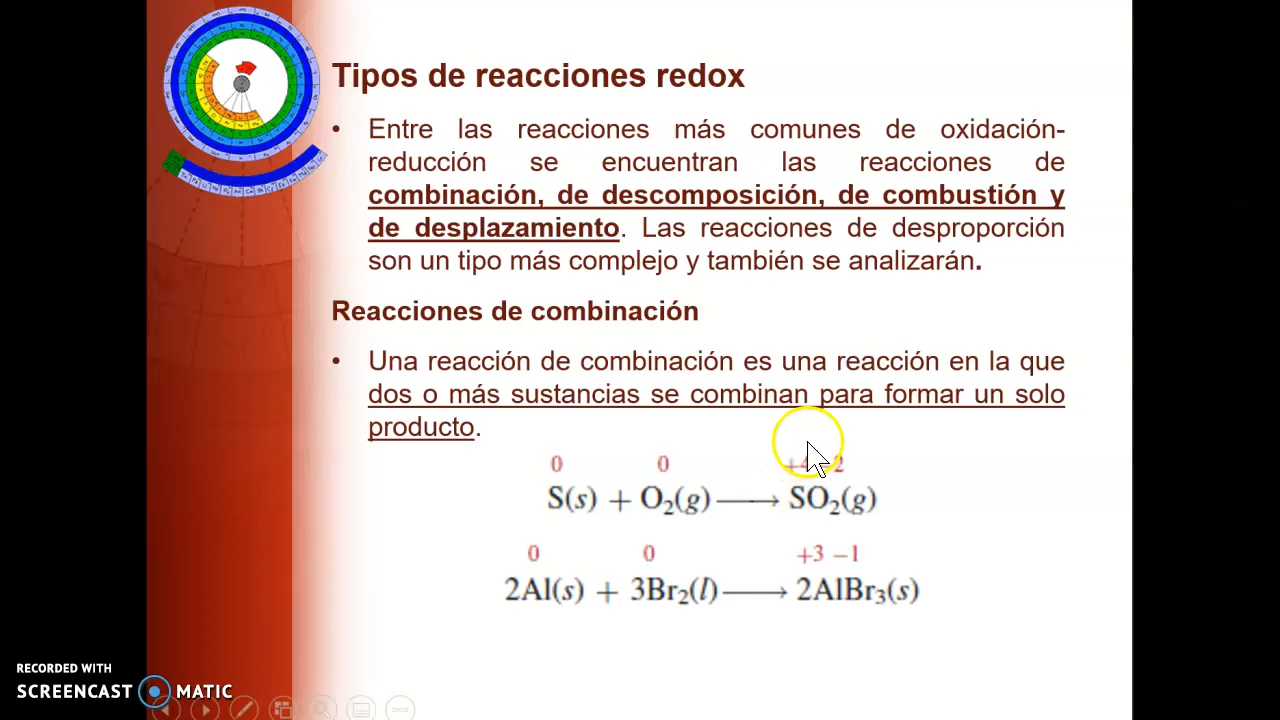 Tipos de reacciones redox
• Entre las reacciones más comunes de oxidación-
reducción se encuentran las reacciones de
combinación, de descomposición, de combustión y
de desplazamiento. Las reacciones de desproporción
son un tipo más complejo y también se analizarán.
Reacciones de combinación
• Una reacción de combinación es una reacción en la que
dos o más sustancias se combinan para formar un solo
producto.
0 0 +4 −2
S(s) + O₂(g) ⟶ SO₂(g)
0 0 +3 −1
2Al(s) + 3Br₂(l) ⟶ 2AlBr₃(s)
RECORDED WITH
SCREENCAST MATIC